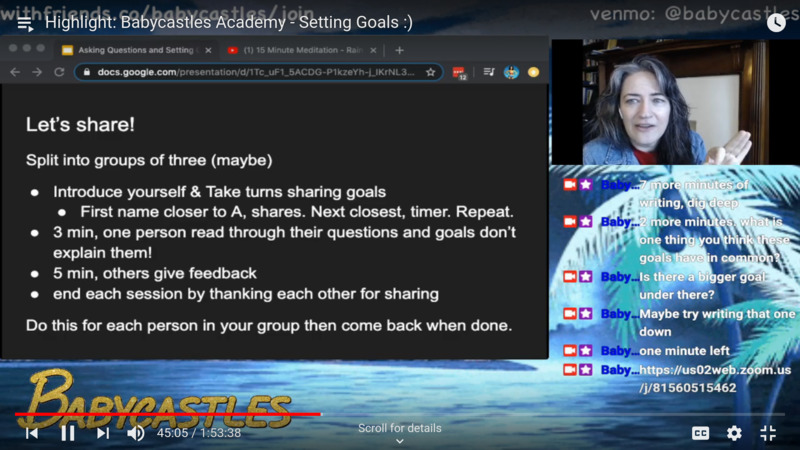 withfriends.co/babycastles/join
venmo: @babycastles
Highlight: Babycastles Academy - Setting Goals :)
Asking Questions and Setting
(1) 15 Minute Meditation - Rain
docs.google.com/presentation/d/1Tc_uF1_5ACDG-P1kzeYh-j_IKrNL3...
12
Let's share!
Split into groups of three (maybe)
● Introduce yourself & Take turns sharing goals
● First name closer to A, shares. Next closest, timer. Repeat.
● 3 min, one person read through their questions and goals don't
explain them!
● 5 min, others give feedback
● end each session by thanking each other for sharing
Do this for each person in your group then come back when done.
Baby... 7 more minutes of
writing, dig deep
Baby... 2 more minutes. what is
one thing you think these
goals have in common?
Baby... Is there a bigger goal
under there?
Baby... Maybe try writing that one
down
Baby... one minute left
Baby... https://us02web.zoom.us
/j/81560515462
BABYCASTLES
45:05 / 1:53:38
Scroll for details
CC